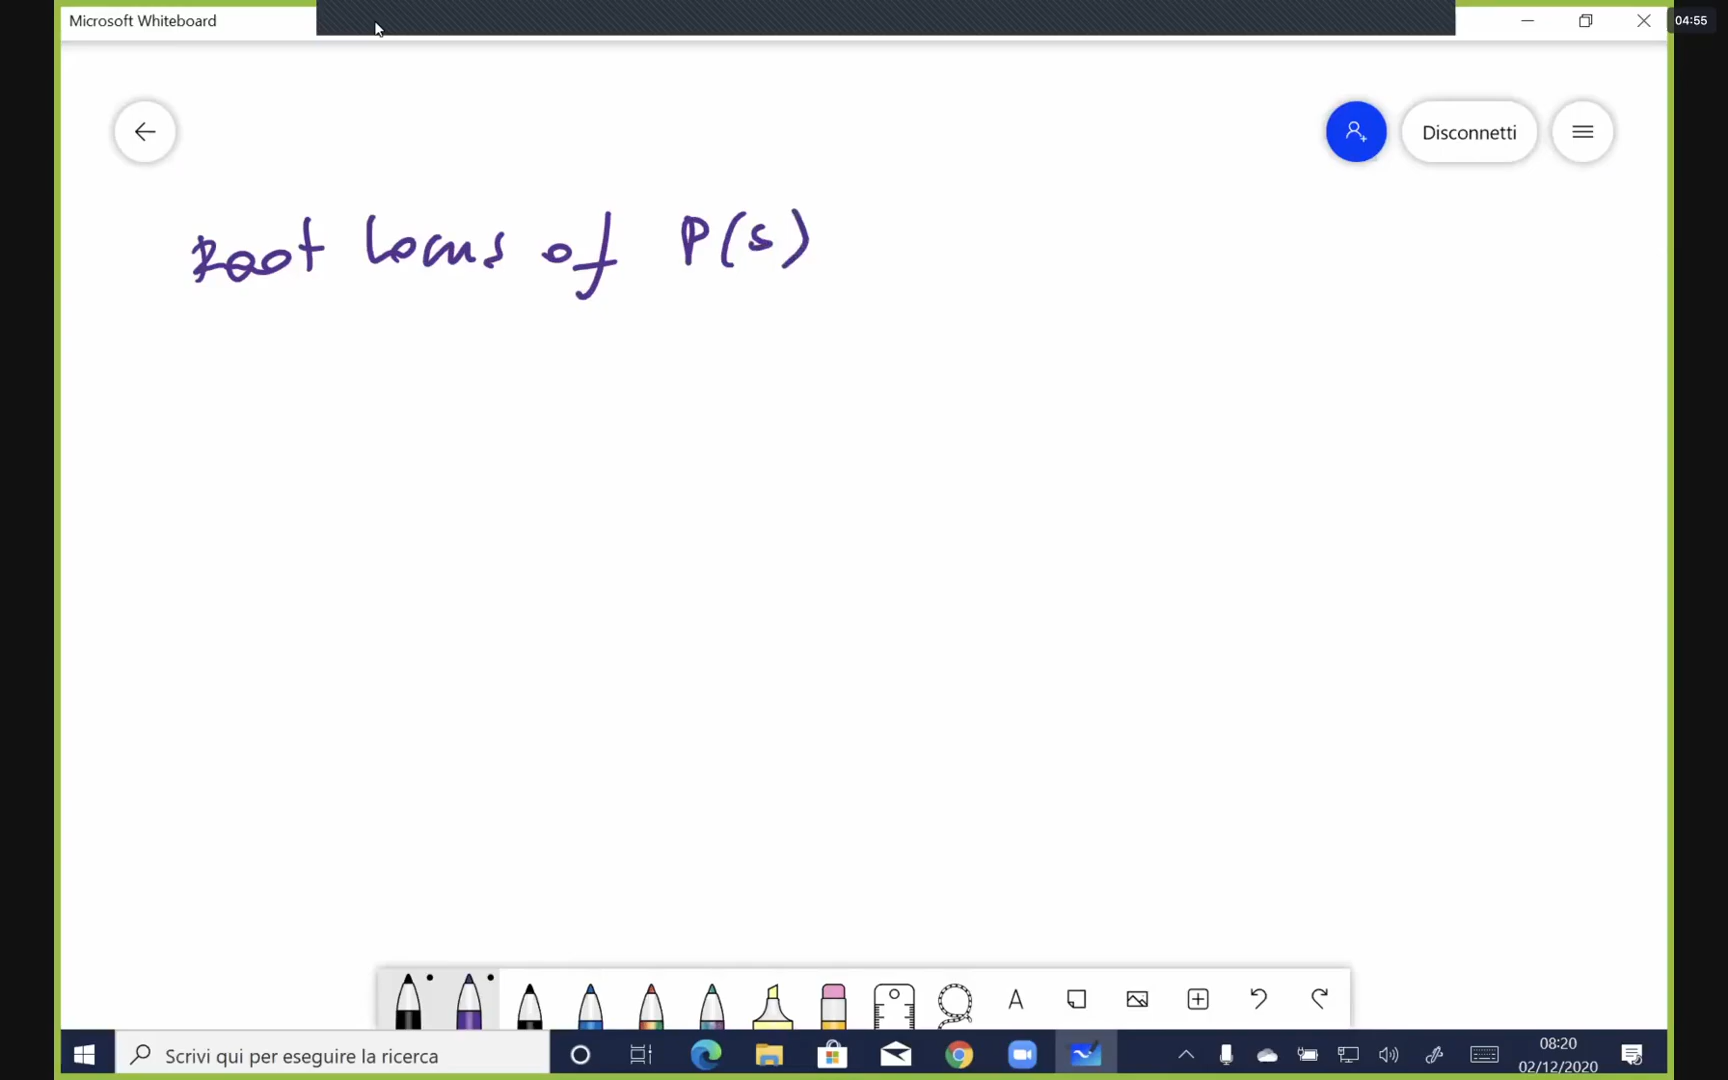 Microsoft Whiteboard
04:55
Disconnetti
Root locus of P(s)
A
Scrivi qui per eseguire la ricerca
08:20
02/12/2020